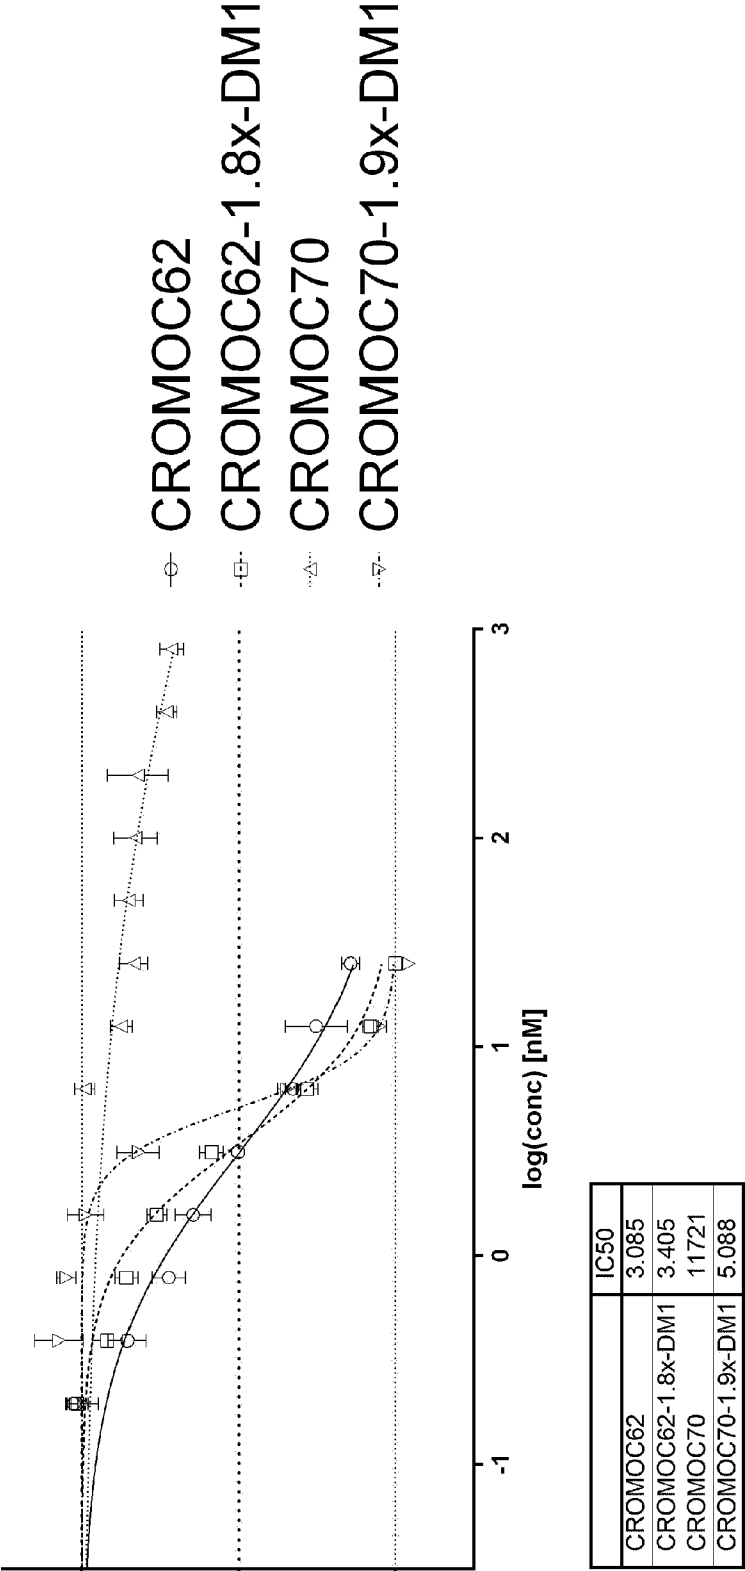 CROMOC62
CROMOC62-1.8x-DM1
CROMOC70
CROMOC70-1.9x-DM1
-1 0 1 2 3
log(conc) [nM]
IC50
CROMOC62 3.085
CROMOC62-1.8x-DM1 3.405
CROMOC70 11721
CROMOC70-1.9x-DM1 5.088